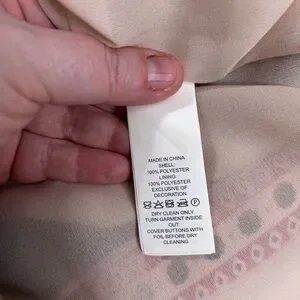 MADE IN CHINA
SHELL:
100% POLYESTER
LINING:
100% POLYESTER
EXCLUSIVE OF
DECORATION
P
DRY CLEAN ONLY
TURN GARMENT INSIDE
OUT
COVER BUTTONS WITH
FOIL BEFORE DRY
CLEANING